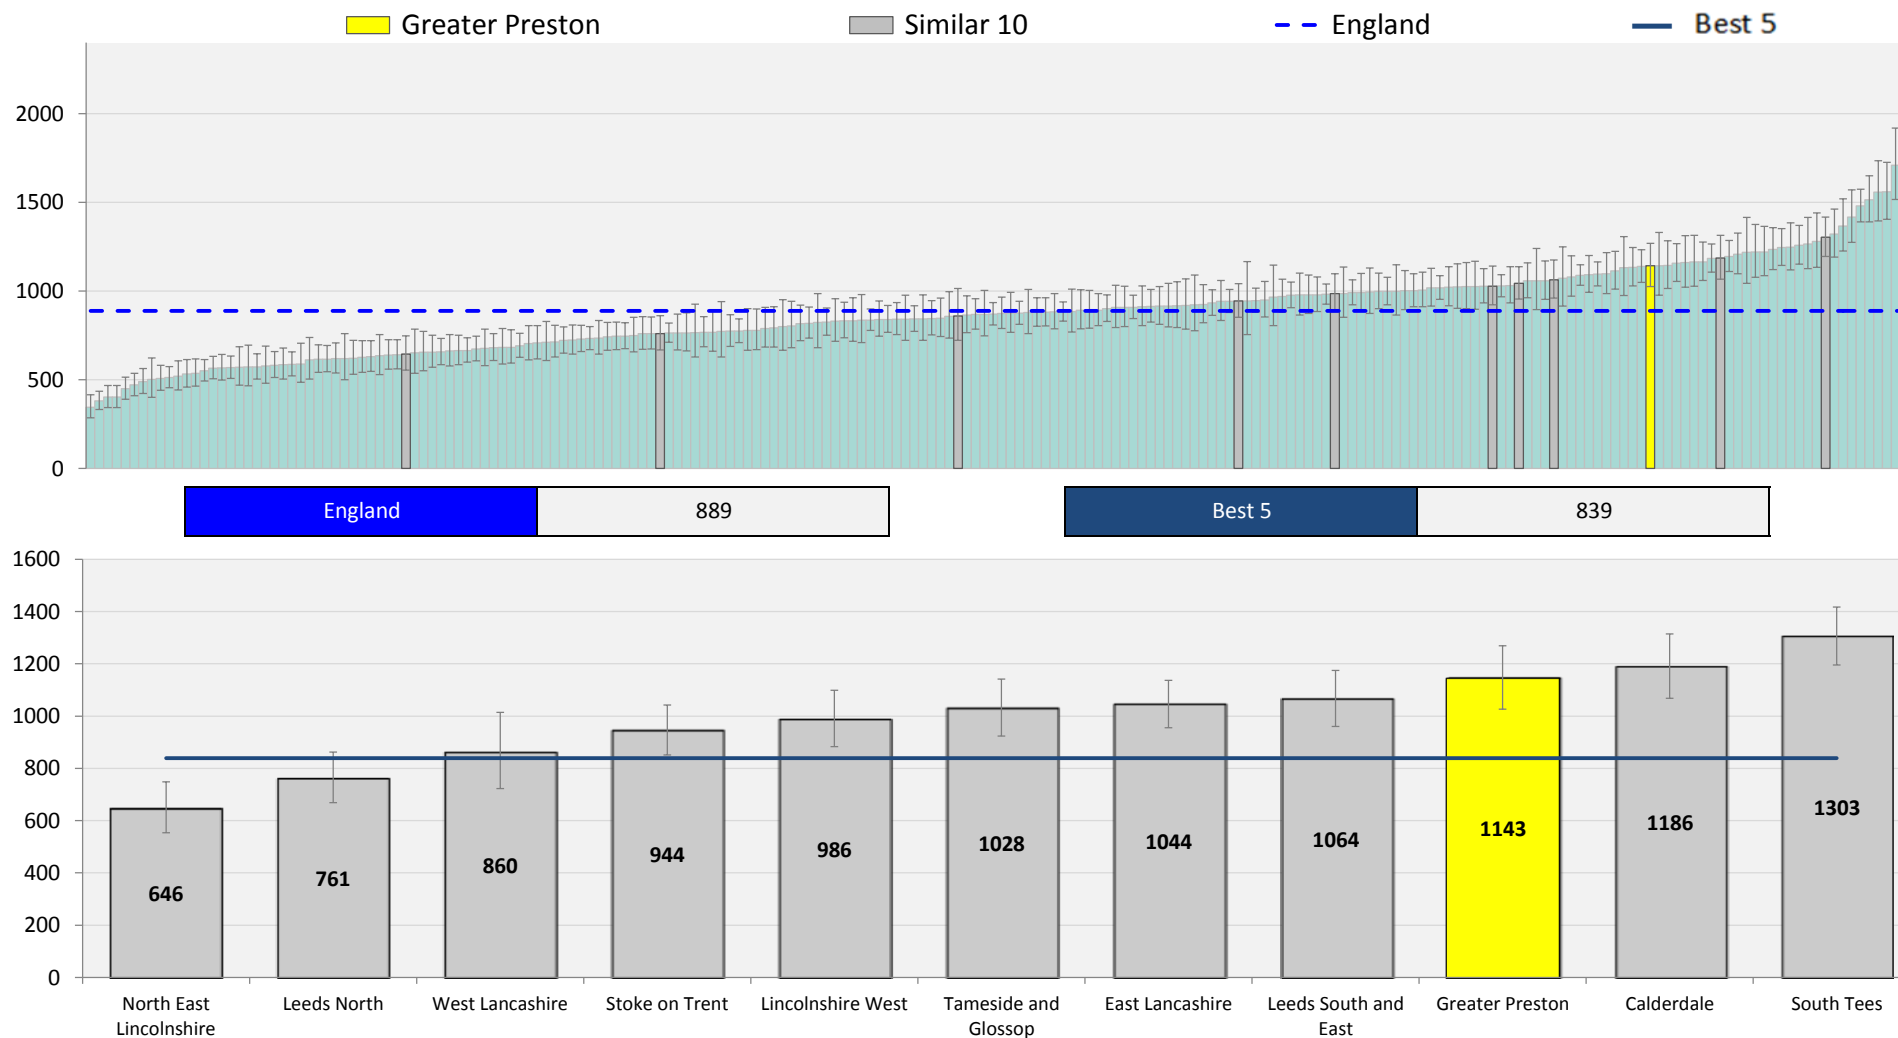 Greater Preston Similar 10 England Best 5
2000
1500
1000
500
0
England 889 Best 5 839
1600
1400
1200
1000
800
600
400
200
0
646 761 860 944 986 1028 1044 1064 1143 1186 1303
North East Leeds North West Lancashire Stoke on Trent Lincolnshire West Tameside and East Lancashire Leeds South and Greater Preston Calderdale South Tees
Lincolnshire Glossop East